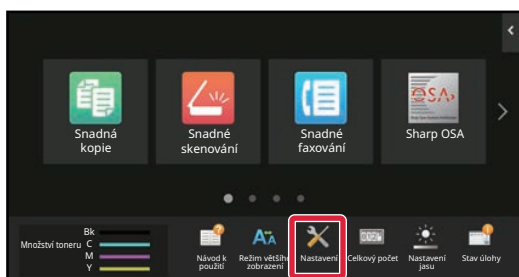 Snadná
kopie
Snadné
skenování
Snadné
faxování
OSA
Sharp OSA
Množství toneru
Bk
C
M
Y
Návod k
použití
Režim většího
zobrazení
Nastavení
Celkový počet
Nastavení
jasu
Stav úlohy